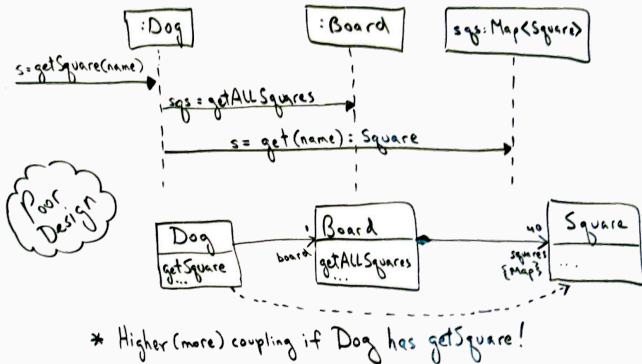 :Dog
:Board
sqs:Map<Square>
s=getSquare(name)
sqs=getALLSquares
s=get(name):Square
Poor
Design
Dog
getSquare
...
1
board
Board
getALLSquares
...
40
squares
{Map}
Square
....
* Higher (more) coupling if Dog has getSquare!